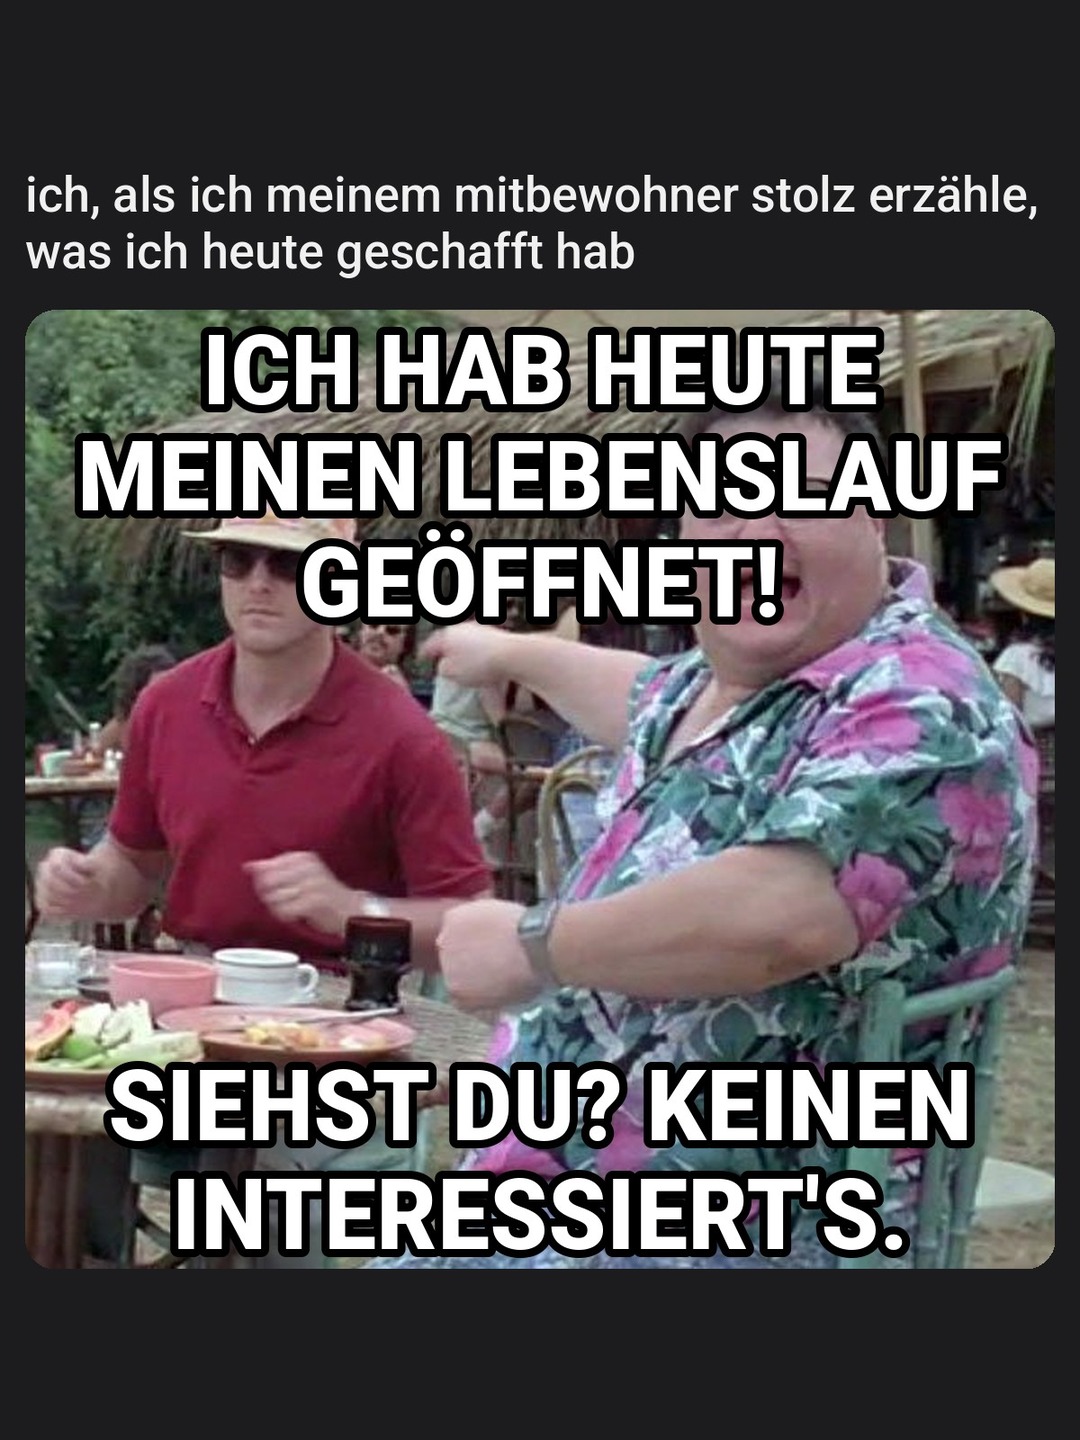 ich, als ich meinem mitbewohner stolz erzähle,
was ich heute geschafft hab
ICH HAB HEUTE
MEINEN LEBENSLAUF
GEÖFFNET!
SIEHST DU? KEINEN
INTERESSIERT'S.